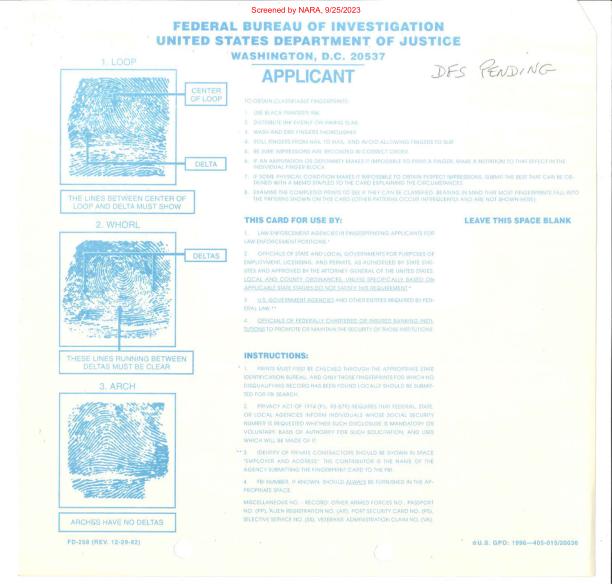 Screened by NARA, 9/25/2023
FEDERAL BUREAU OF INVESTIGATION
UNITED STATES DEPARTMENT OF JUSTICE
WASHINGTON, D.C. 20537
APPLICANT
DFS PENDING
1. LOOP
CENTER
OF LOOP
DELTA
THE LINES BETWEEN CENTER OF
LOOP AND DELTA MUST SHOW
2. WHORL
DELTAS
THESE LINES RUNNING BETWEEN
DELTAS MUST BE CLEAR
3. ARCH
ARCHES HAVE NO DELTAS
FD-258 (REV. 12-29-82)
TO OBTAIN CLASSIFIABLE FINGERPRINTS:
1. USE BLACK PRINTER'S INK.
2. DISTRIBUTE INK EVENLY ON INKING SLAB.
3. WASH AND DRY FINGERS THOROUGHLY.
4. ROLL FINGERS FROM NAIL TO NAIL, AND AVOID ALLOWING FINGERS TO SLIP.
5. BE SURE IMPRESSIONS ARE RECORDED IN CORRECT ORDER.
6. IF AN AMPUTATION OR DEFORMITY MAKES IT IMPOSSIBLE TO PRINT A FINGER, MAKE A NOTATION TO THAT EFFECT IN THE
INDIVIDUAL FINGER BLOCK.
7. IF SOME PHYSICAL CONDITION MAKES IT IMPOSSIBLE TO OBTAIN PERFECT IMPRESSIONS, SUBMIT THE BEST THAT CAN BE OB-
TAINED WITH A MEMO STAPLED TO THE CARD EXPLAINING THE CIRCUMSTANCES.
8. EXAMINE THE COMPLETED PRINTS TO SEE IF THEY CAN BE CLASSIFIED, BEARING IN MIND THAT MOST FINGERPRINTS FALL INTO
THE PATTERNS SHOWN ON THIS CARD (OTHER PATTERNS OCCUR INFREQUENTLY AND ARE NOT SHOWN HERE).
THIS CARD FOR USE BY:
LEAVE THIS SPACE BLANK
1. LAW ENFORCEMENT AGENCIES IN FINGERPRINTING APPLICANTS FOR
LAW ENFORCEMENT POSITIONS.*
2. OFFICIALS OF STATE AND LOCAL GOVERNMENTS FOR PURPOSES OF
EMPLOYMENT, LICENSING, AND PERMITS, AS AUTHORIZED BY STATE STAT-
UTES AND APPROVED BY THE ATTORNEY GENERAL OF THE UNITED STATES.
LOCAL AND COUNTY ORDINANCES, UNLESS SPECIFICALLY BASED ON
APPLICABLE STATE STATUTES DO NOT SATISFY THIS REQUIREMENT.*
3. U.S. GOVERNMENT AGENCIES AND OTHER ENTITIES REQUIRED BY FED-
ERAL LAW.**
4. OFFICIALS OF FEDERALLY CHARTERED OR INSURED BANKING INSTI-
TUTIONS TO PROMOTE OR MAINTAIN THE SECURITY OF THOSE INSTITUTIONS.
INSTRUCTIONS:
* 1. PRINTS MUST FIRST BE CHECKED THROUGH THE APPROPRIATE STATE
IDENTIFICATION BUREAU, AND ONLY THOSE FINGERPRINTS FOR WHICH NO
DISQUALIFYING RECORD HAS BEEN FOUND LOCALLY SHOULD BE SUBMIT-
TED FOR FBI SEARCH.
2. PRIVACY ACT OF 1974 (P.L. 93-579) REQUIRES THAT FEDERAL, STATE,
OR LOCAL AGENCIES INFORM INDIVIDUALS WHOSE SOCIAL SECURITY
NUMBER IS REQUESTED WHETHER SUCH DISCLOSURE IS MANDATORY OR
VOLUNTARY, BASIS OF AUTHORITY FOR SUCH SOLICITATION, AND USES
WHICH WILL BE MADE OF IT.
** 3. IDENTITY OF PRIVATE CONTRACTORS SHOULD BE SHOWN IN SPACE
"EMPLOYER AND ADDRESS". THE CONTRIBUTOR IS THE NAME OF THE
AGENCY SUBMITTING THE FINGERPRINT CARD TO THE FBI.
4. FBI NUMBER, IF KNOWN, SHOULD ALWAYS BE FURNISHED IN THE AP-
PROPRIATE SPACE.
MISCELLANEOUS NO. - RECORD: OTHER ARMED FORCES NO., PASSPORT
NO. (PP), ALIEN REGISTRATION NO. (AR), PORT SECURITY CARD NO. (PS),
SELECTIVE SERVICE NO. (SS), VETERANS' ADMINISTRATION CLAIM NO. (VA).
☆U.S. GPO: 1996—405-015/20036